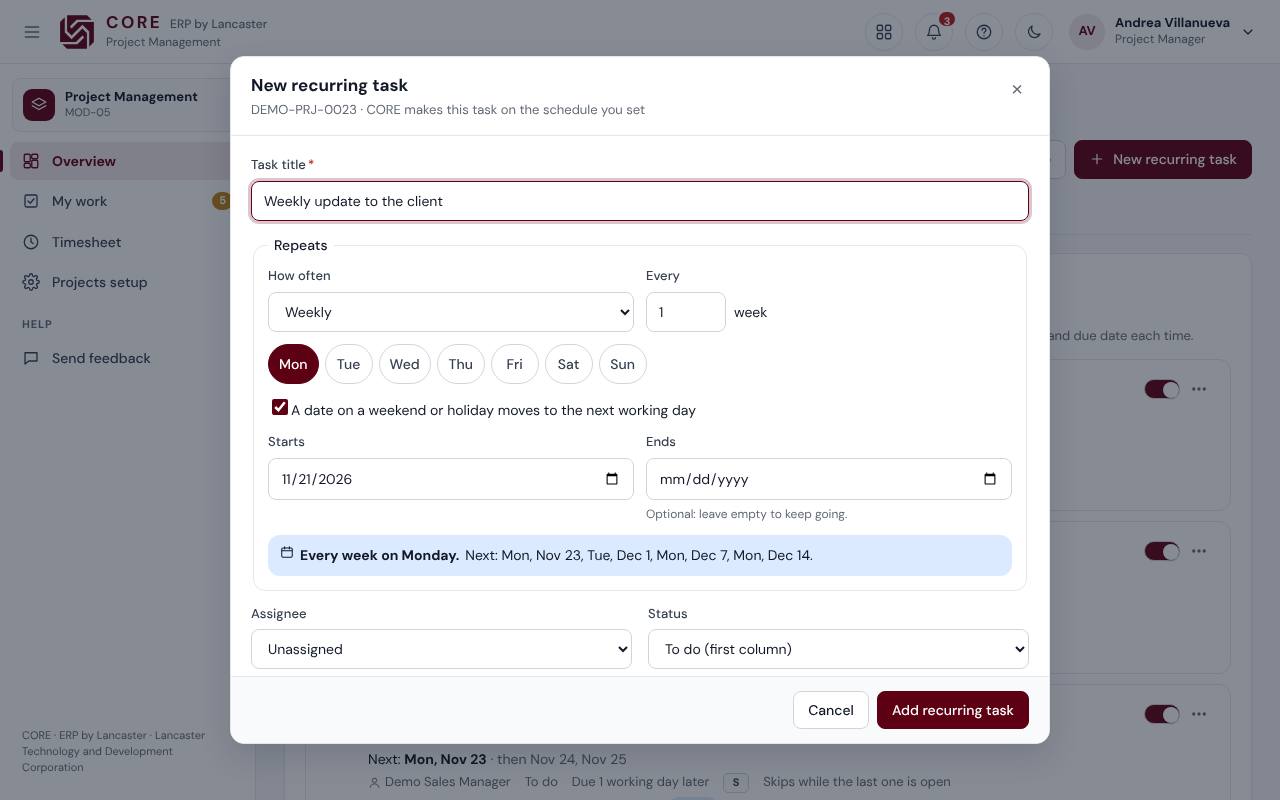 CORE ERP by Lancaster
Project Management
3
AV
Andrea Villanueva
Project Manager
Project Management
MOD-05
Overview
My work 5
Timesheet
Projects setup
HELP
Send feedback
CORE · ERP by Lancaster · Lancaster
Technology and Development
Corporation
New recurring task
and due date each time.
New recurring task
DEMO-PRJ-0023 · CORE makes this task on the schedule you set
Task title *
Weekly update to the client
Repeats
How often Every
Weekly 1 week
Mon Tue Wed Thu Fri Sat Sun
A date on a weekend or holiday moves to the next working day
Starts Ends
11/21/2026 mm/dd/yyyy
Optional: leave empty to keep going.
Every week on Monday. Next: Mon, Nov 23, Tue, Dec 1, Mon, Dec 7, Mon, Dec 14.
Assignee Status
Unassigned To do (first column)
Cancel Add recurring task
Next: Mon, Nov 23 · then Nov 24, Nov 25
Demo Sales Manager To do Due 1 working day later S Skips while the last one is open